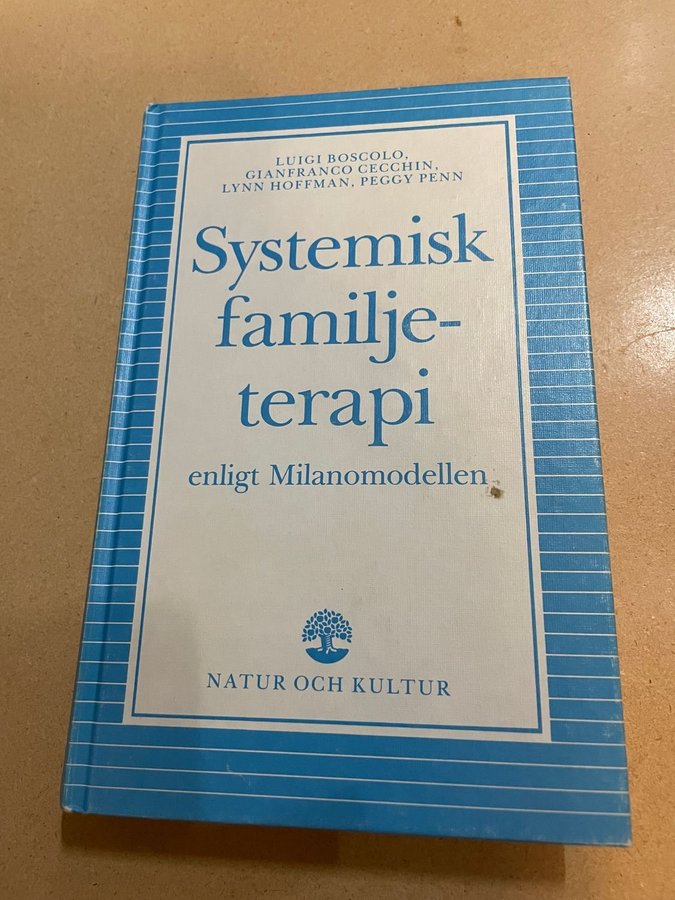 LUIGI BOSCOLO,
GIANFRANCO CECCHIN,
LYNN HOFFMAN, PEGGY PENN
Systemisk
familje-
terapi
enligt Milanomodellen
NATUR OCH KULTUR